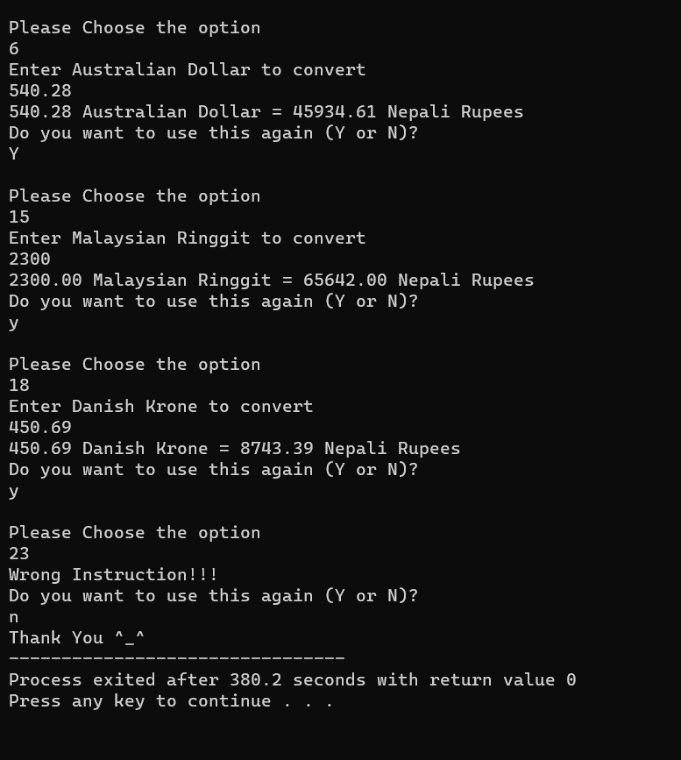 Please Choose the option
6
Enter Australian Dollar to convert
540.28
540.28 Australian Dollar = 45934.61 Nepali Rupees
Do you want to use this again (Y or N)?
Y
Please Choose the option
15
Enter Malaysian Ringgit to convert
2300
2300.00 Malaysian Ringgit = 65642.00 Nepali Rupees
Do you want to use this again (Y or N)?
y
Please Choose the option
18
Enter Danish Krone to convert
450.69
450.69 Danish Krone = 8743.39 Nepali Rupees
Do you want to use this again (Y or N)?
y
Please Choose the option
23
Wrong Instruction!!!
Do you want to use this again (Y or N)?
n
Thank You ^_^
--------------------------------
Process exited after 380.2 seconds with return value 0
Press any key to continue . . .